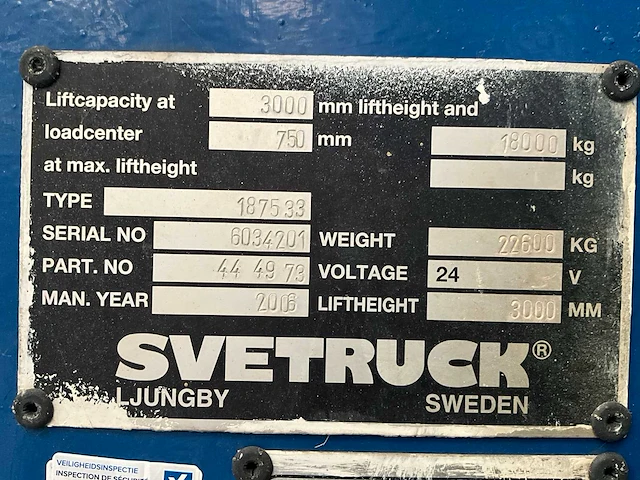 Liftcapacity at 3000 mm liftheight and
loadcenter 750 mm 18000 kg
at max. liftheight kg
TYPE 187533
SERIAL NO 6034201 WEIGHT 22600 KG
PART. NO 44 49 79 VOLTAGE 24 V
MAN. YEAR 2006 LIFTHEIGHT 3000 MM
SVETRUCK®
LJUNGBY SWEDEN
VEILIGHEIDSINSPECTIE
INSPECTION DE SÉCURITÉ